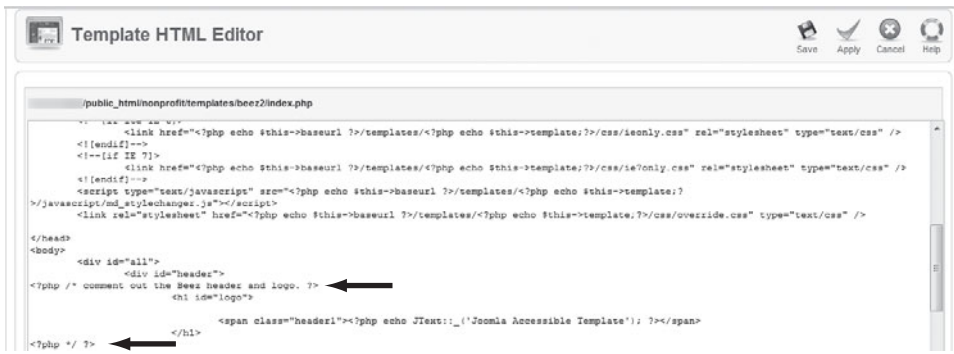 Template HTML Editor
Save Apply Cancel Help
/public_html/nonprofit/templates/beez2/index.php
<link href="<?php echo $this->baseurl ?>/templates/<?php echo $this->template;?>/css/ieonly.css" rel="stylesheet" type="text/css" />
<![endif]-->
<!--[if IE 7]>
<link href="<?php echo $this->baseurl ?>/templates/<?php echo $this->template;?>/css/ie7only.css" rel="stylesheet" type="text/css" />
<![endif]-->
<script type="text/javascript" src="<?php echo $this->baseurl ?>/templates/<?php echo $this->template;?
>/javascript/md_stylechanger.js"></script>
<link rel="stylesheet" href="<?php echo $this->baseurl ?>/templates/<?php echo $this->template;?>/css/override.css" type="text/css" />
</head>
<body>
<div id="all">
<div id="header">
<?php /* comment out the Beez header and logo. ?>
<h1 id="logo">
<span class="header1"><?php echo JText::_('Joomla Accessible Template'); ?></span>
</h1>
<?php */ ?>